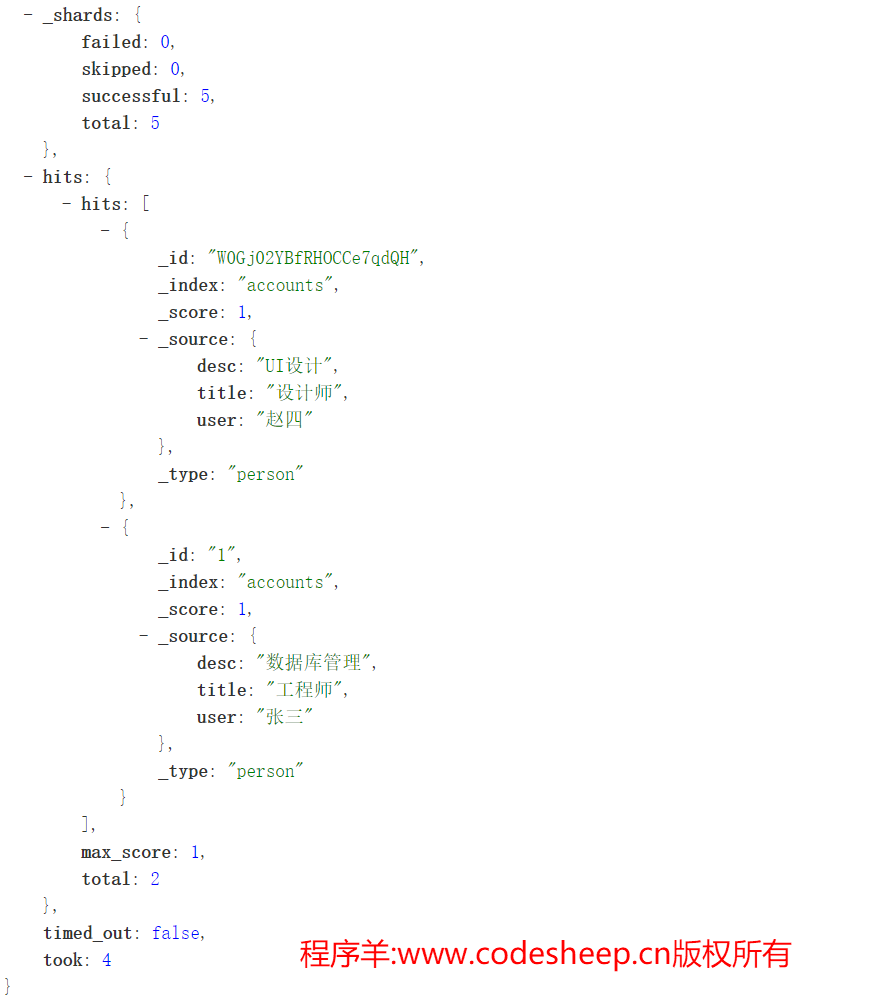 - _shards: {
failed: 0,
skipped: 0,
successful: 5,
total: 5
},
- hits: {
- hits: [
- {
_id: "W0GjO2YBfRHOCCe7qdQH",
_index: "accounts",
_score: 1,
- _source: {
desc: "UI设计",
title: "设计师",
user: "赵四"
},
_type: "person"
},
- {
_id: "1",
_index: "accounts",
_score: 1,
- _source: {
desc: "数据库管理",
title: "工程师",
user: "张三"
},
_type: "person"
}
],
max_score: 1,
total: 2
},
timed_out: false,
took: 4
}
程序羊:www.codesheep.cn版权所有